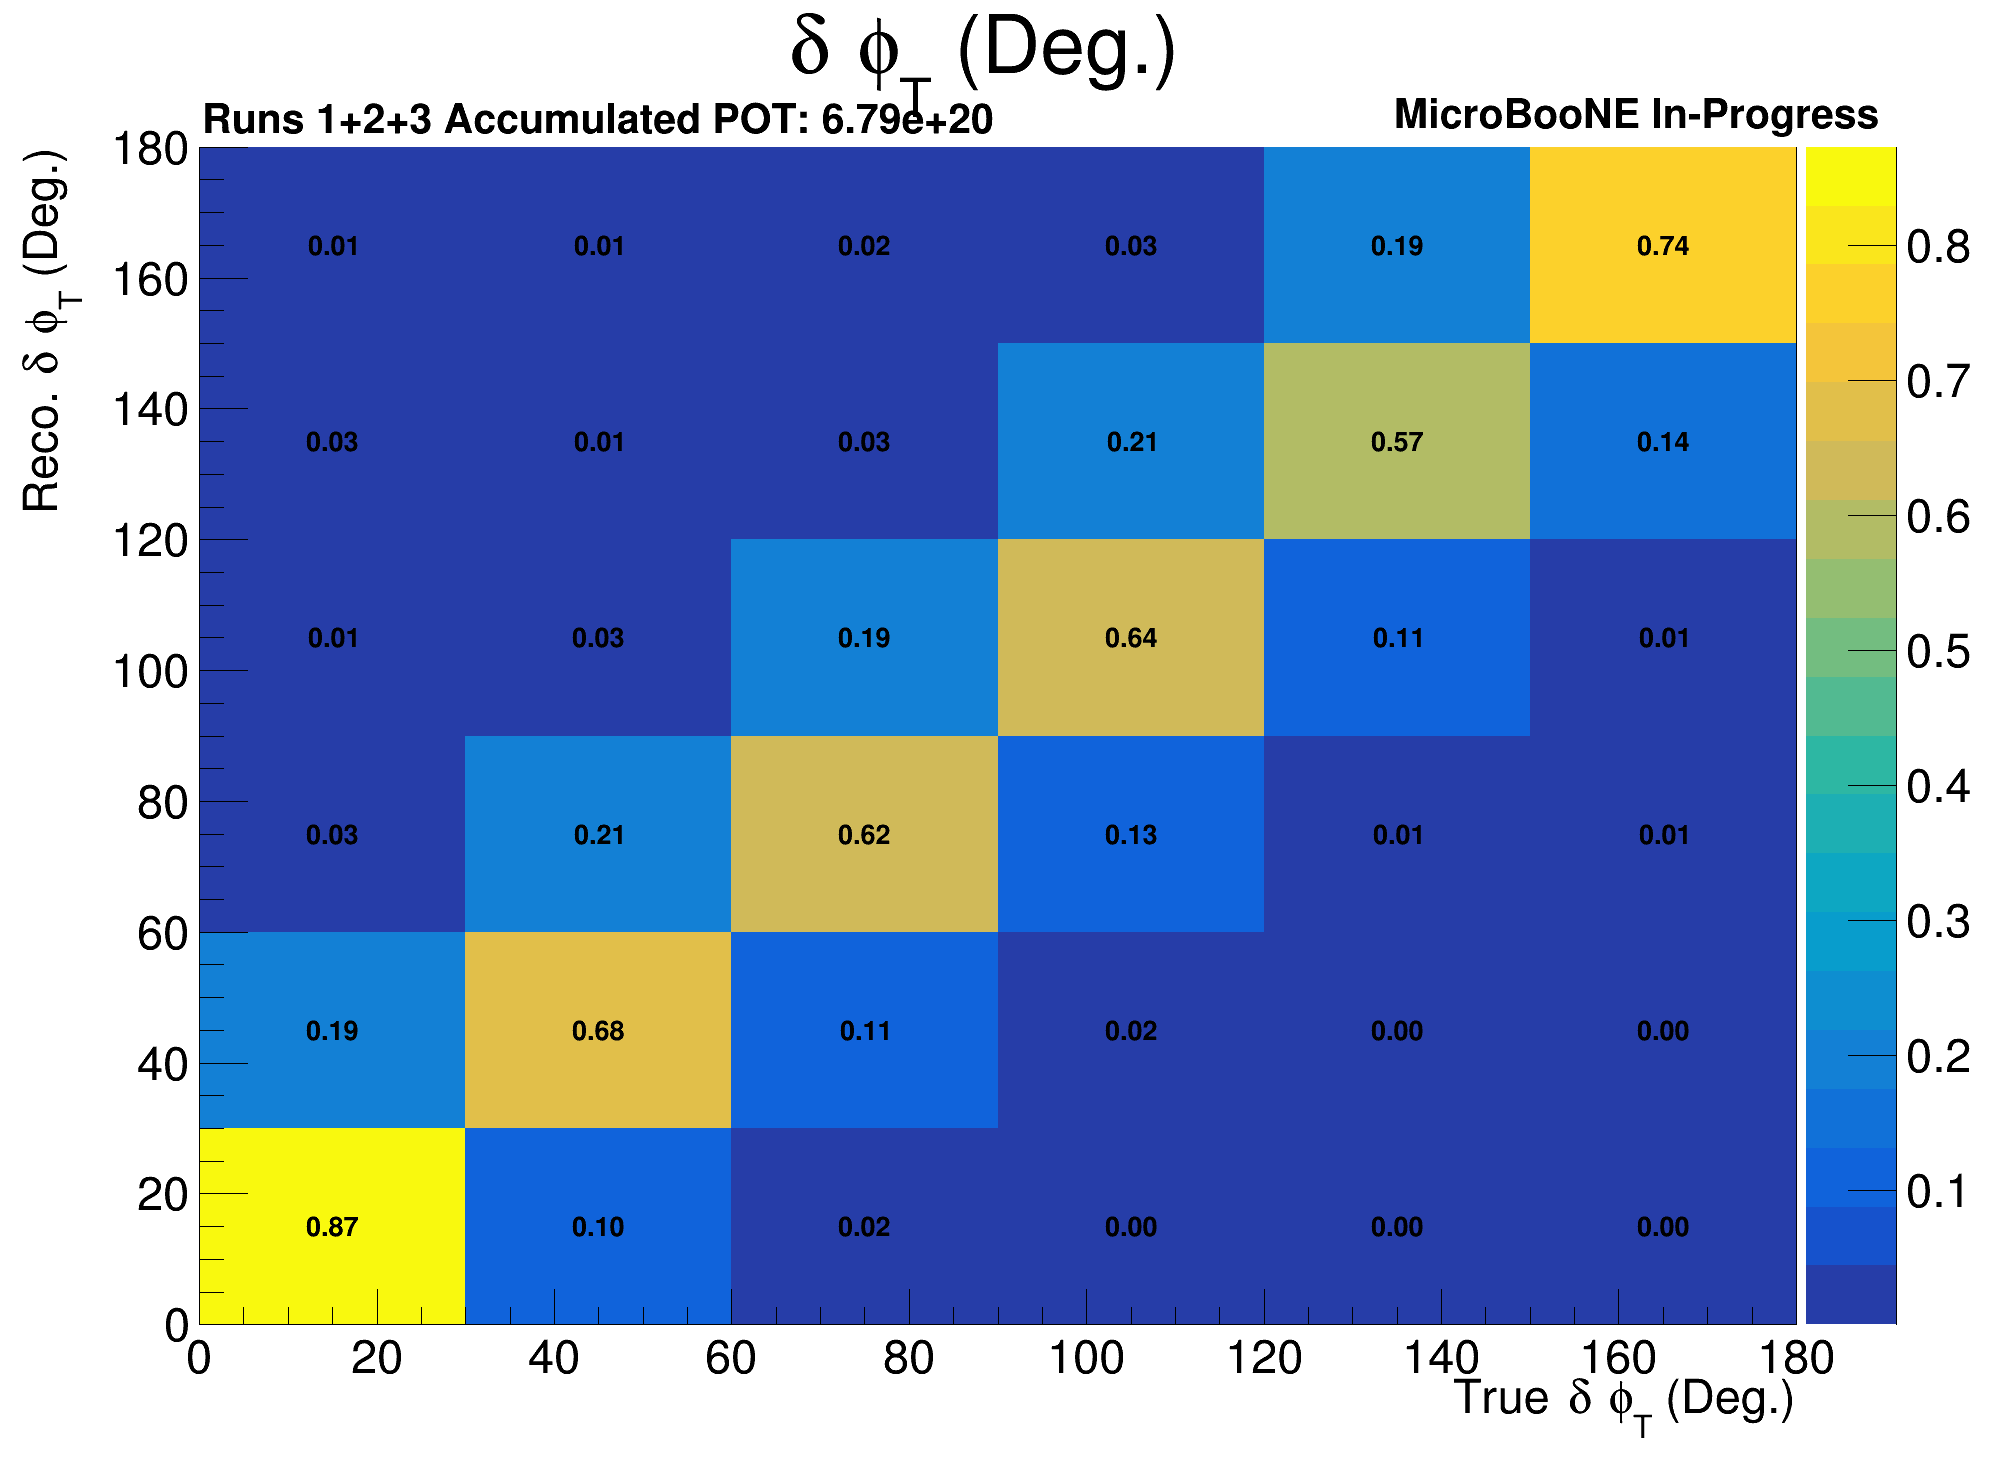 δ ϕ_T (Deg.)
Runs 1+2+3 Accumulated POT: 6.79e+20
MicroBooNE In-Progress
Reco. δ ϕ_T (Deg.)
180
160
140
120
100
80
60
40
20
0
0.01 0.01 0.02 0.03 0.19 0.74
0.03 0.01 0.03 0.21 0.57 0.14
0.01 0.03 0.19 0.64 0.11 0.01
0.03 0.21 0.62 0.13 0.01 0.01
0.19 0.68 0.11 0.02 0.00 0.00
0.87 0.10 0.02 0.00 0.00 0.00
0.8
0.7
0.6
0.5
0.4
0.3
0.2
0.1
0 20 40 60 80 100 120 140 160 180
True δ ϕ_T (Deg.)